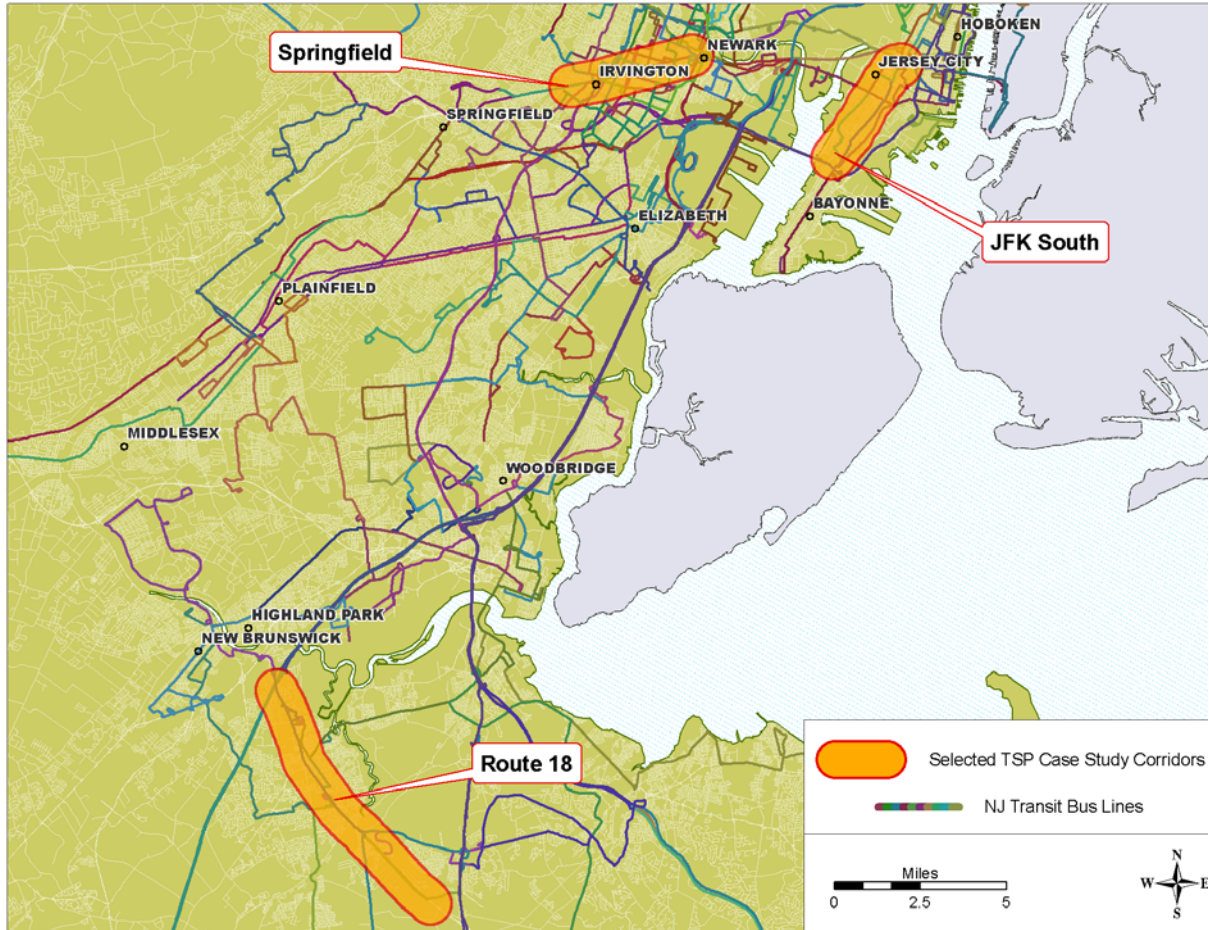 HOBOKEN
Springfield
NEWARK
IRVINGTON
JERSEY CITY
SPRINGFIELD
ELIZABETH
BAYONNE
JFK South
PLAINFIELD
MIDDLESEX
WOODBRIDGE
HIGHLAND PARK
NEW BRUNSWICK
Route 18
Selected TSP Case Study Corridors
NJ Transit Bus Lines
Miles
0 2.5 5
N
W E
S